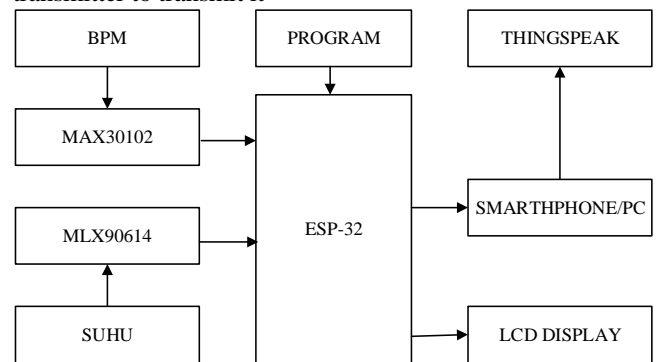 transmitter to transmit it
BPM
PROGRAM
THINGSPEAK
MAX30102
SMARTHPHONE/PC
MLX90614
ESP-32
SUHU
LCD DISPLAY